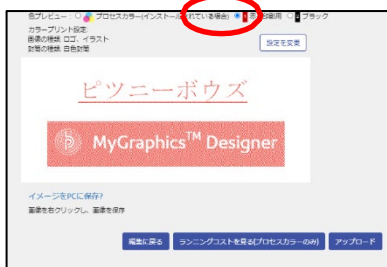 色プレビュー: プロセスカラー(インストールされている場合) 赤 印刷用 ブラック
カラープリント設定:
画像の種類 ロゴ、イラスト
封筒の種類 白色封筒
設定を変更
ピツニーボウズ
MyGraphics™ Designer
イメージをPCに保存?
画像を右クリックし、画像を保存
編集に戻る ランニングコストを見る(プロセスカラーのみ) アップロード